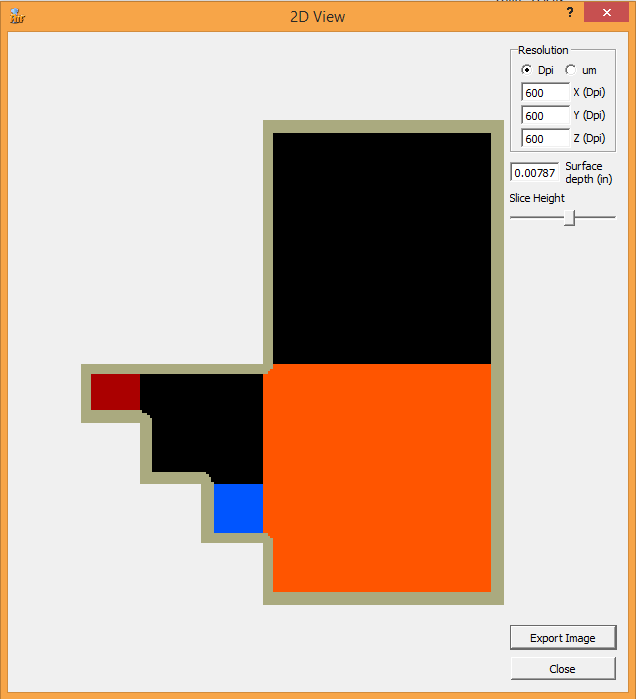 2D View
?
Resolution
Dpi
um
600 X (Dpi)
600 Y (Dpi)
600 Z (Dpi)
0.00787 Surface
depth (in)
Slice Height
Export Image
Close